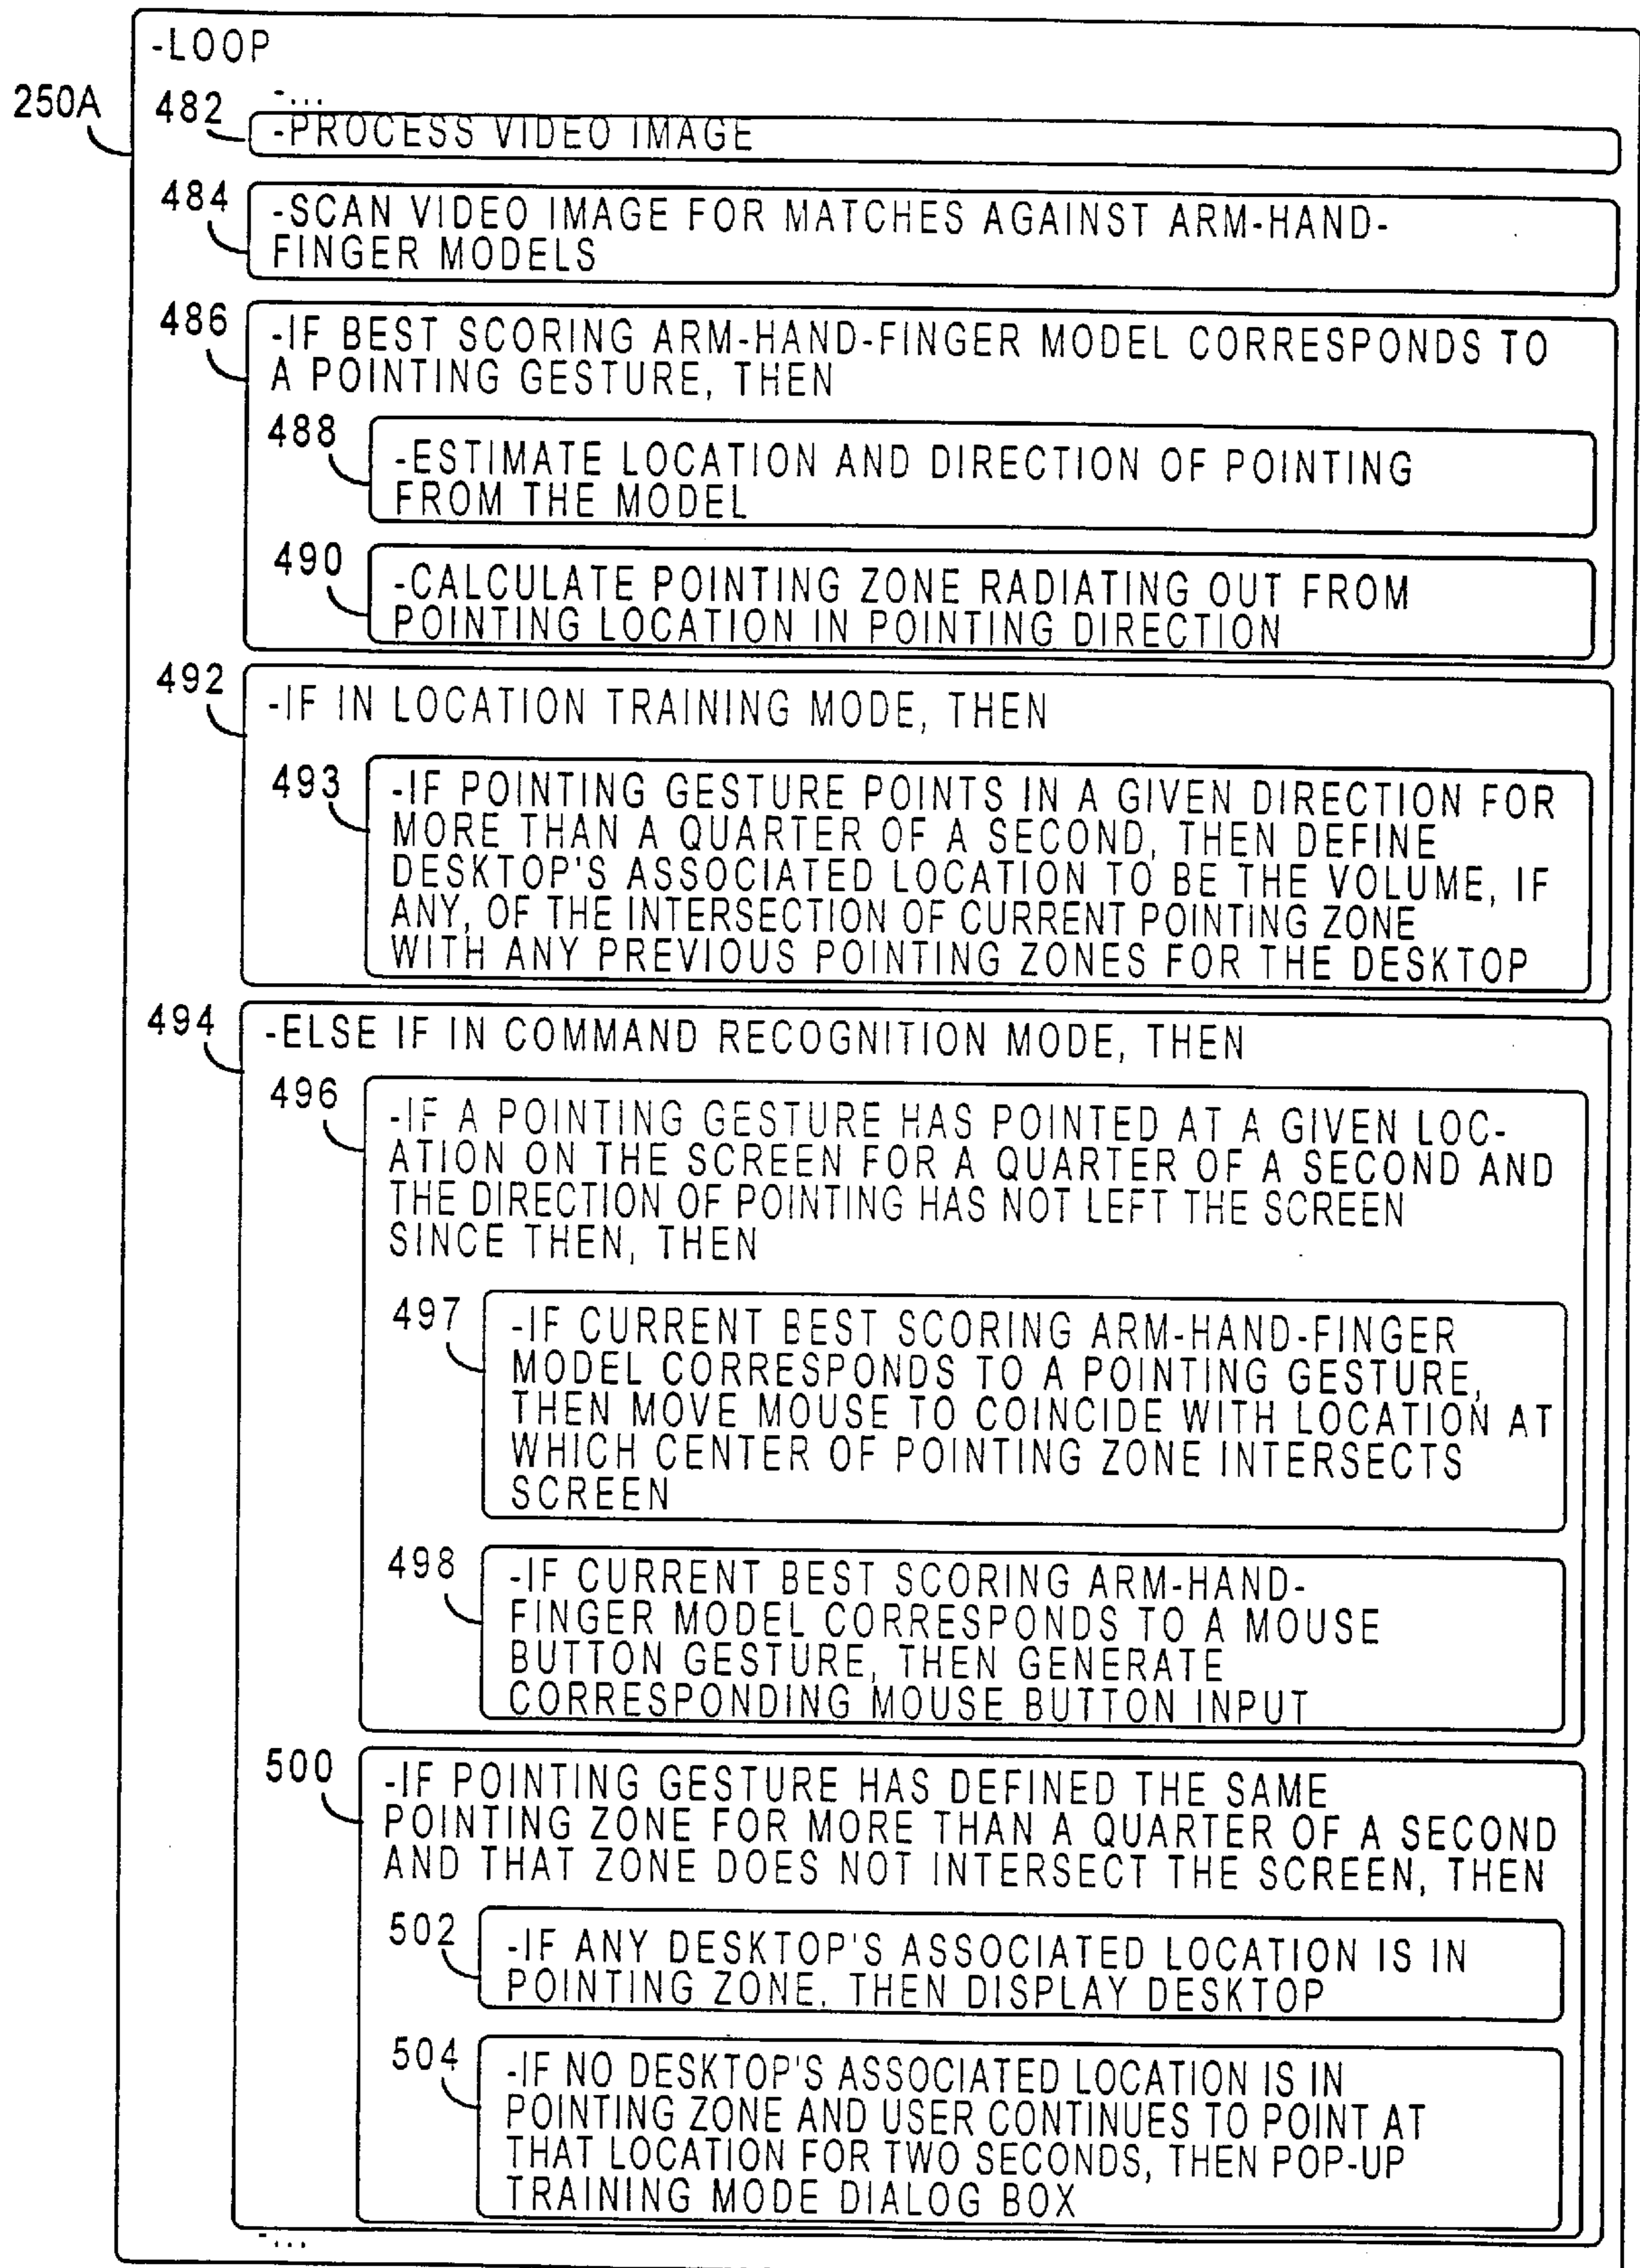 -LOOP
-...
250A
482
-PROCESS VIDEO IMAGE
484
-SCAN VIDEO IMAGE FOR MATCHES AGAINST ARM-HAND-
FINGER MODELS
486
-IF BEST SCORING ARM-HAND-FINGER MODEL CORRESPONDS TO
A POINTING GESTURE, THEN
488
-ESTIMATE LOCATION AND DIRECTION OF POINTING
FROM THE MODEL
490
-CALCULATE POINTING ZONE RADIATING OUT FROM
POINTING LOCATION IN POINTING DIRECTION
492
-IF IN LOCATION TRAINING MODE, THEN
493
-IF POINTING GESTURE POINTS IN A GIVEN DIRECTION FOR
MORE THAN A QUARTER OF A SECOND, THEN DEFINE
DESKTOP'S ASSOCIATED LOCATION TO BE THE VOLUME, IF
ANY, OF THE INTERSECTION OF CURRENT POINTING ZONE
WITH ANY PREVIOUS POINTING ZONES FOR THE DESKTOP
494
-ELSE IF IN COMMAND RECOGNITION MODE, THEN
496
-IF A POINTING GESTURE HAS POINTED AT A GIVEN LOC-
ATION ON THE SCREEN FOR A QUARTER OF A SECOND AND
THE DIRECTION OF POINTING HAS NOT LEFT THE SCREEN
SINCE THEN, THEN
497
-IF CURRENT BEST SCORING ARM-HAND-FINGER
MODEL CORRESPONDS TO A POINTING GESTURE,
THEN MOVE MOUSE TO COINCIDE WITH LOCATION AT
WHICH CENTER OF POINTING ZONE INTERSECTS
SCREEN
498
-IF CURRENT BEST SCORING ARM-HAND-
FINGER MODEL CORRESPONDS TO A MOUSE
BUTTON GESTURE, THEN GENERATE
CORRESPONDING MOUSE BUTTON INPUT
500
-IF POINTING GESTURE HAS DEFINED THE SAME
POINTING ZONE FOR MORE THAN A QUARTER OF A SECOND
AND THAT ZONE DOES NOT INTERSECT THE SCREEN, THEN
502
-IF ANY DESKTOP'S ASSOCIATED LOCATION IS IN
POINTING ZONE, THEN DISPLAY DESKTOP
504
-IF NO DESKTOP'S ASSOCIATED LOCATION IS IN
POINTING ZONE AND USER CONTINUES TO POINT AT
THAT LOCATION FOR TWO SECONDS, THEN POP-UP
TRAINING MODE DIALOG BOX
-...